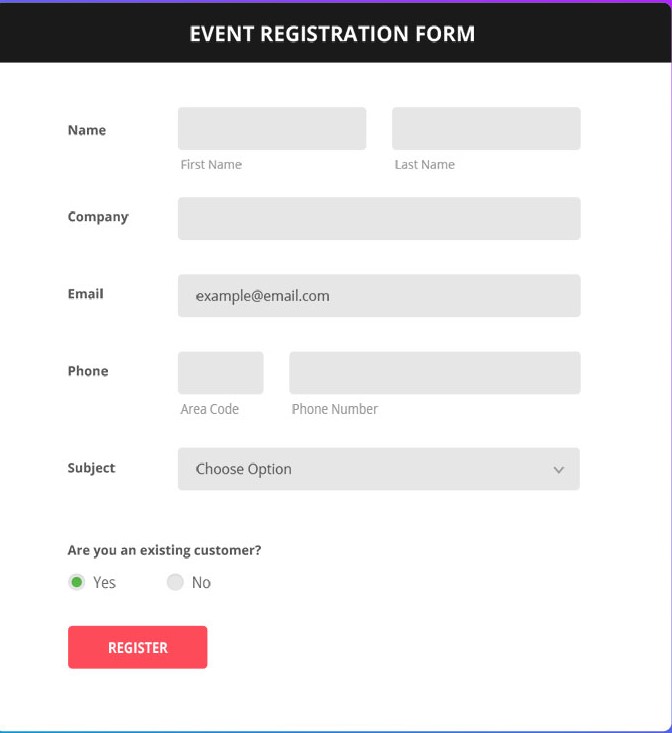 EVENT REGISTRATION FORM
Name
First Name Last Name
Company
Email example@email.com
Phone
Area Code Phone Number
Subject Choose Option
Are you an existing customer?
Yes No
REGISTER